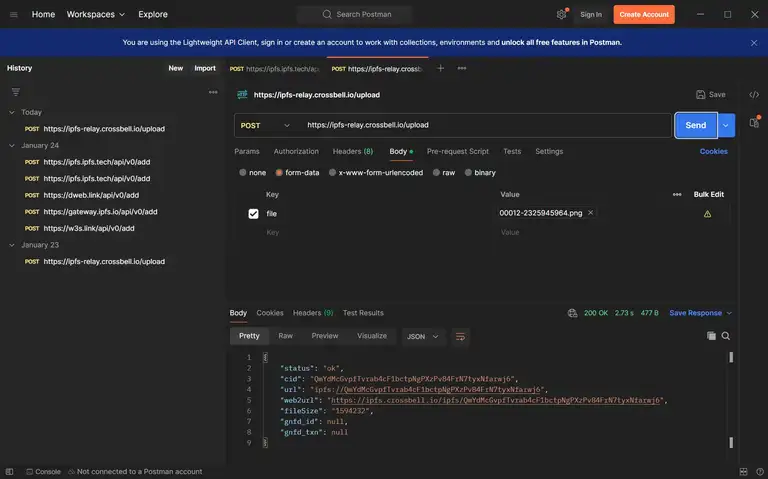 Home Workspaces Explore Search Postman Sign In Create Account
You are using the Lightweight API Client, sign in or create an account to work with collections, environments and unlock all free features in Postman.
History New Import
POST https://ipfs.ipfs.tech/ap POST https://ipfs-relay.crossb
https://ipfs-relay.crossbell.io/upload Save
Today
POST https://ipfs-relay.crossbell.io/upload
January 24
POST https://ipfs.ipfs.tech/api/v0/add
POST https://ipfs.ipfs.tech/api/v0/add
POST https://dweb.link/api/v0/add
POST https://gateway.ipfs.io/api/v0/add
POST https://w3s.link/api/v0/add
January 23
POST https://ipfs-relay.crossbell.io/upload
POST https://ipfs-relay.crossbell.io/upload Send
Params Authorization Headers (8) Body Pre-request Script Tests Settings Cookies
none form-data x-www-form-urlencoded raw binary
Key Value Bulk Edit
file 00012-2325945964.png
Key Value
Body Cookies Headers (9) Test Results 200 OK 2.73 s 477 B Save Response
Pretty Raw Preview Visualize JSON
1 {
2 "status": "ok",
3 "cid": "QmYdMcGvpfTvrab4cF1bctpNgPXzPv84FrN7tyxNfarwj6",
4 "url": "ipfs://QmYdMcGvpfTvrab4cF1bctpNgPXzPv84FrN7tyxNfarwj6",
5 "web2url": "https://ipfs.crossbell.io/ipfs/QmYdMcGvpfTvrab4cF1bctpNgPXzPv84FrN7tyxNfarwj6",
6 "fileSize": "1594232",
7 "gnfd_id": null,
8 "gnfd_txn": null
9 }
Console Not connected to a Postman account